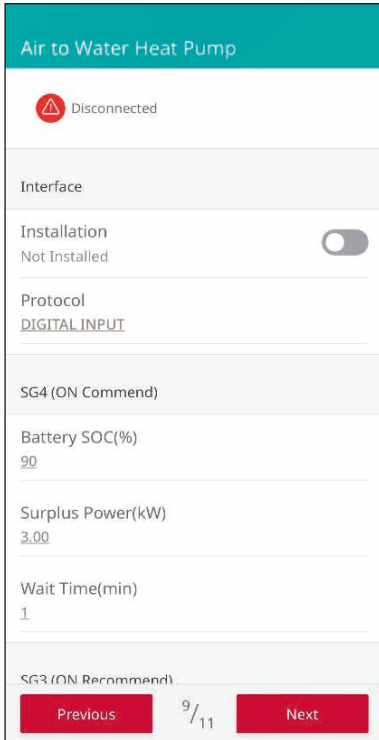 Air to Water Heat Pump
Disconnected
Interface
Installation
Not Installed
Protocol
DIGITAL INPUT
SG4 (ON Commend)
Battery SOC(%)
90
Surplus Power(kW)
3.00
Wait Time(min)
1
SG3 (ON Recommend)
Previous 9/11 Next